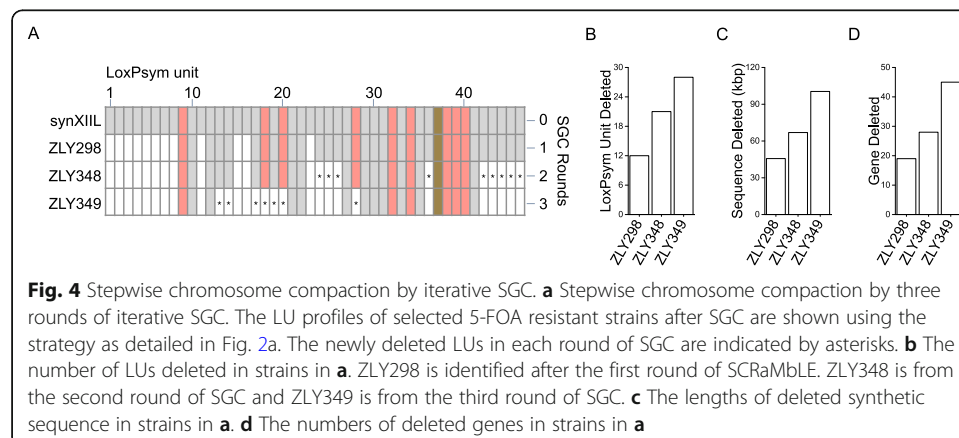 A
LoxPsym unit
1 10 20 30 40
synXIIL
ZLY298
ZLY348
ZLY349
* * * * * * * * *
* * * * * * *
0
1
2
3
SGC Rounds
B
LoxPsym Unit Deleted
30
24
18
12
6
0
ZLY298
ZLY348
ZLY349
C
Sequence Deleted (kbp)
120
90
60
30
0
ZLY298
ZLY348
ZLY349
D
Gene Deleted
50
40
30
20
10
0
ZLY298
ZLY348
ZLY349
Fig. 4 Stepwise chromosome compaction by iterative SGC. a Stepwise chromosome compaction by three
rounds of iterative SGC. The LU profiles of selected 5-FOA resistant strains after SGC are shown using the
strategy as detailed in Fig. 2a. The newly deleted LUs in each round of SGC are indicated by asterisks. b The
number of LUs deleted in strains in a. ZLY298 is identified after the first round of SCRaMbLE. ZLY348 is from
the second round of SGC and ZLY349 is from the third round of SGC. c The lengths of deleted synthetic
sequence in strains in a. d The numbers of deleted genes in strains in a